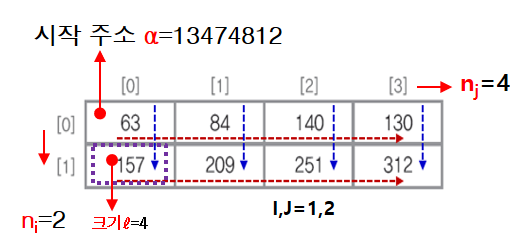 시작 주소 α=13474812
[0] [1] [2] [3] nj=4
[0] 63 84 140 130
[1] 157 209 251 312
ni=2 크기ℓ=4 I,J=1,2